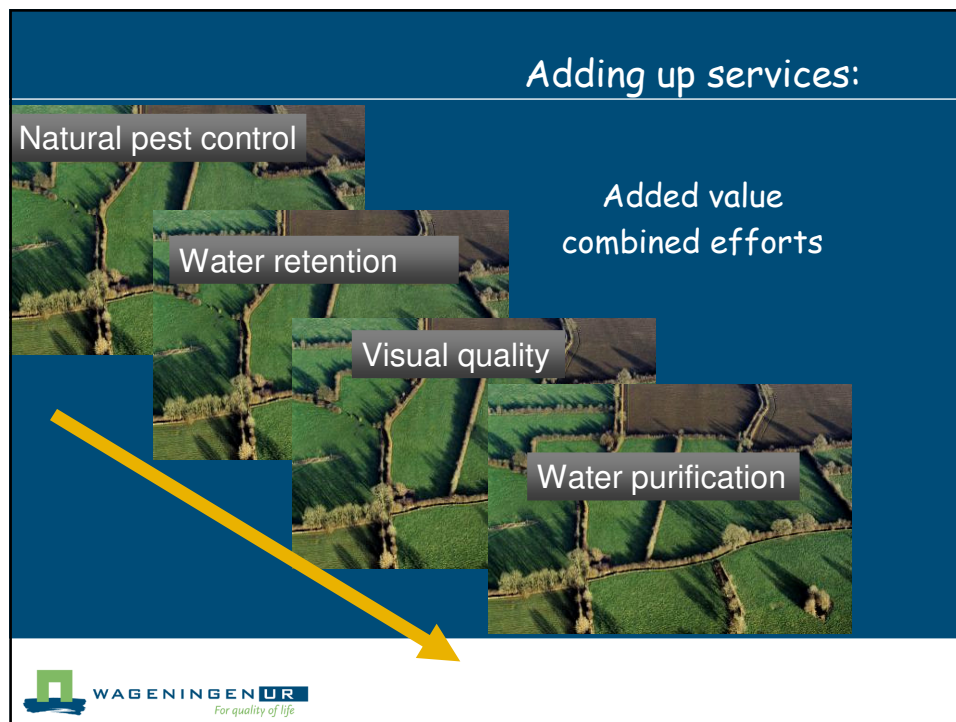 Adding up services:
Natural pest control
Added value
combined efforts
Water retention
Visual quality
Water purification
WAGENINGEN UR
For quality of life